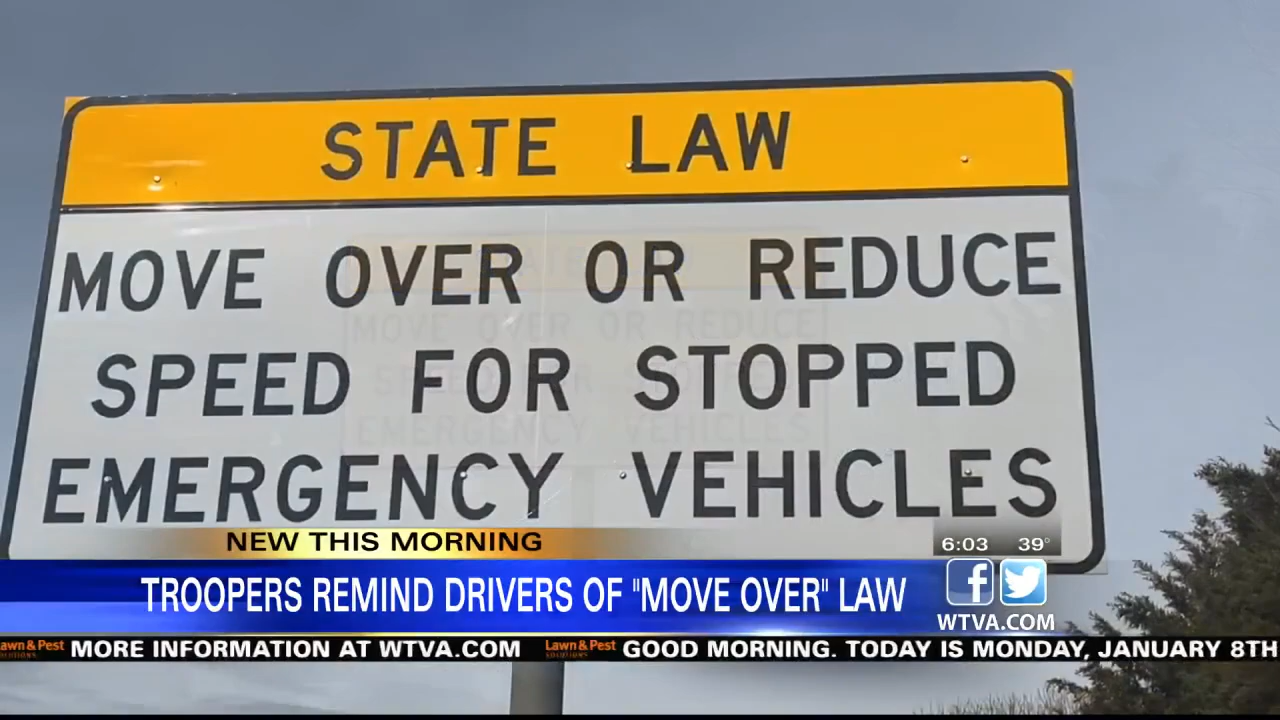 STATE LAW
MOVE OVER OR REDUCE
SPEED FOR STOPPED
EMERGENCY VEHICLES
NEW THIS MORNING
6:03 39°
TROOPERS REMIND DRIVERS OF "MOVE OVER" LAW
WTVA.COM
Lawn & Pest MORE INFORMATION AT WTVA.COM Lawn & Pest SOLUTIONS GOOD MORNING. TODAY IS MONDAY, JANUARY 8TH